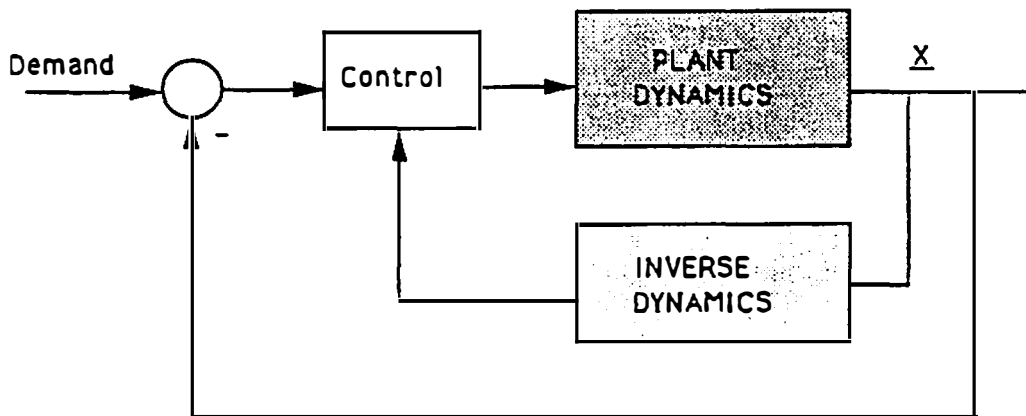 Demand
Control
PLANT
DYNAMICS
X
-
INVERSE
DYNAMICS